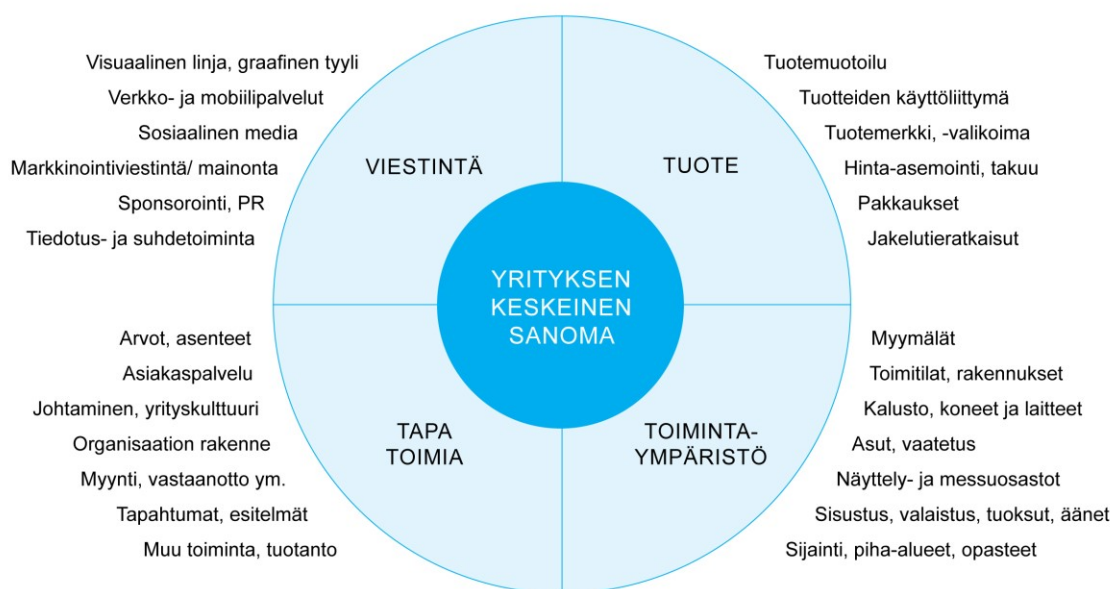 Visuaalinen linja, graafinen tyyli
Verkko- ja mobiilipalvelut
Sosiaalinen media
Markkinointiviestintä/ mainonta
Sponsorointi, PR
Tiedotus- ja suhdetoiminta
VIESTINTÄ
TUOTE
Tuotemuotoilu
Tuotteiden käyttöliittymä
Tuotemerkki, -valikoima
Hinta-asemointi, takuu
Pakkaukset
Jakelutieratkaisut
YRITYKSEN
KESKEINEN
SANOMA
Arvot, asenteet
Asiakaspalvelu
Johtaminen, yrityskulttuuri
Organisaation rakenne
Myynti, vastaanotto ym.
Tapahtumat, esitelmät
Muu toiminta, tuotanto
TAPA
TOIMIA
TOIMINTA-
YMPÄRISTÖ
Myymälät
Toimitilat, rakennukset
Kalusto, koneet ja laitteet
Asut, vaatetus
Näyttely- ja messuosastot
Sisustus, valaistus, tuoksut, äänet
Sijainti, piha-alueet, opasteet